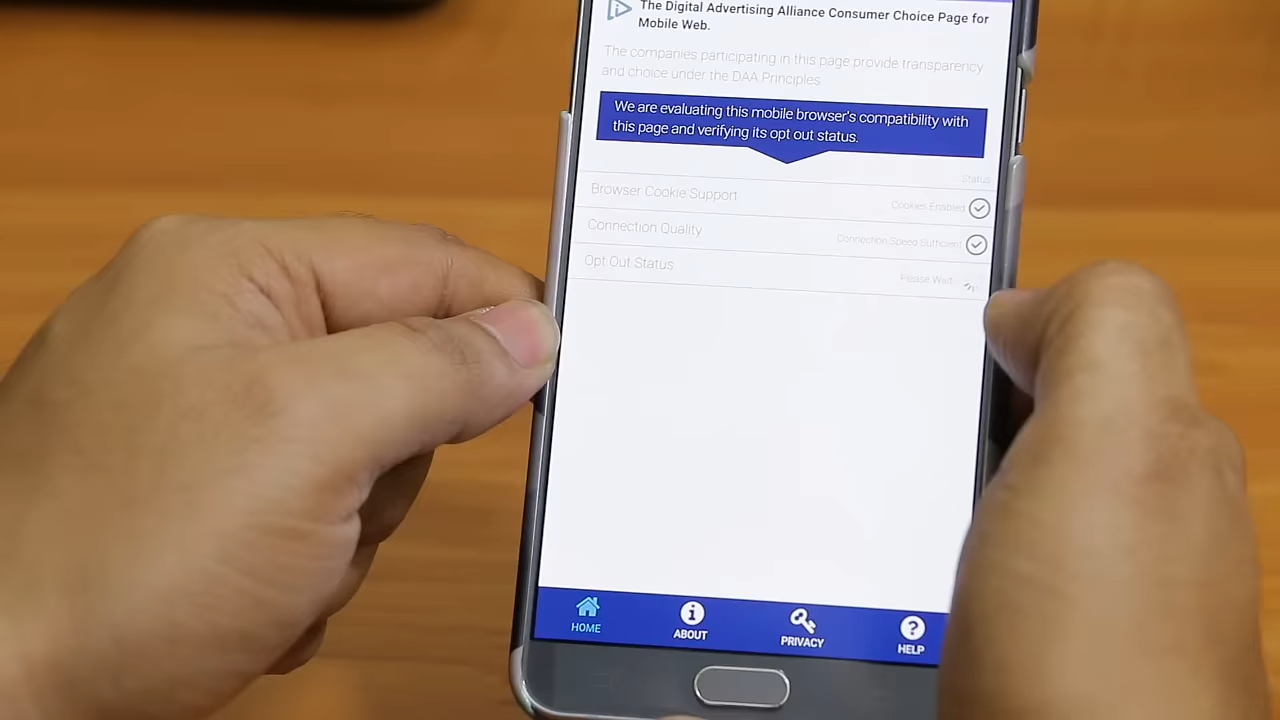 The Digital Advertising Alliance Consumer Choice Page for
Mobile Web.
The companies participating in this page provide transparency
and choice under the DAA Principles
We are evaluating this mobile browser's compatibility with
this page and verifying its opt out status.
Status
Browser Cookie Support
Cookies Enabled
Connection Quality
Connection Speed Sufficient
Opt Out Status
Please Wait
HOME
ABOUT
PRIVACY
HELP